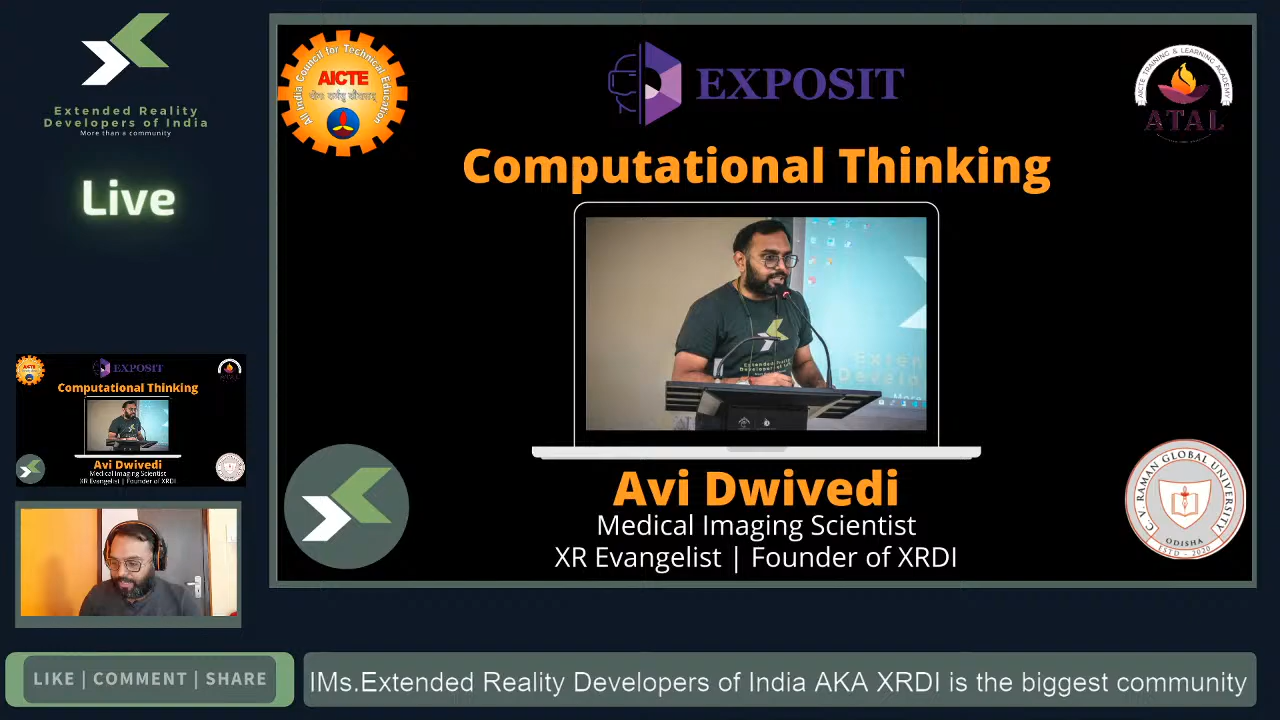 Extended Reality
Developers of India
More than a community
Live
All India Council for Technical Education
AICTE
EXPOSIT
AICTE TRAINING & LEARNING ACADEMY
ATAL
Computational Thinking
Avi Dwivedi
Medical Imaging Scientist
XR Evangelist | Founder of XRDI
C. V. RAMAN GLOBAL UNIVERSITY
ODISHA
ESTD - 2020
EXPOSIT
Computational Thinking
Avi Dwivedi
Medical Imaging Scientist
XR Evangelist | Founder of XRDI
LIKE | COMMENT | SHARE
IMs.Extended Reality Developers of India AKA XRDI is the biggest community